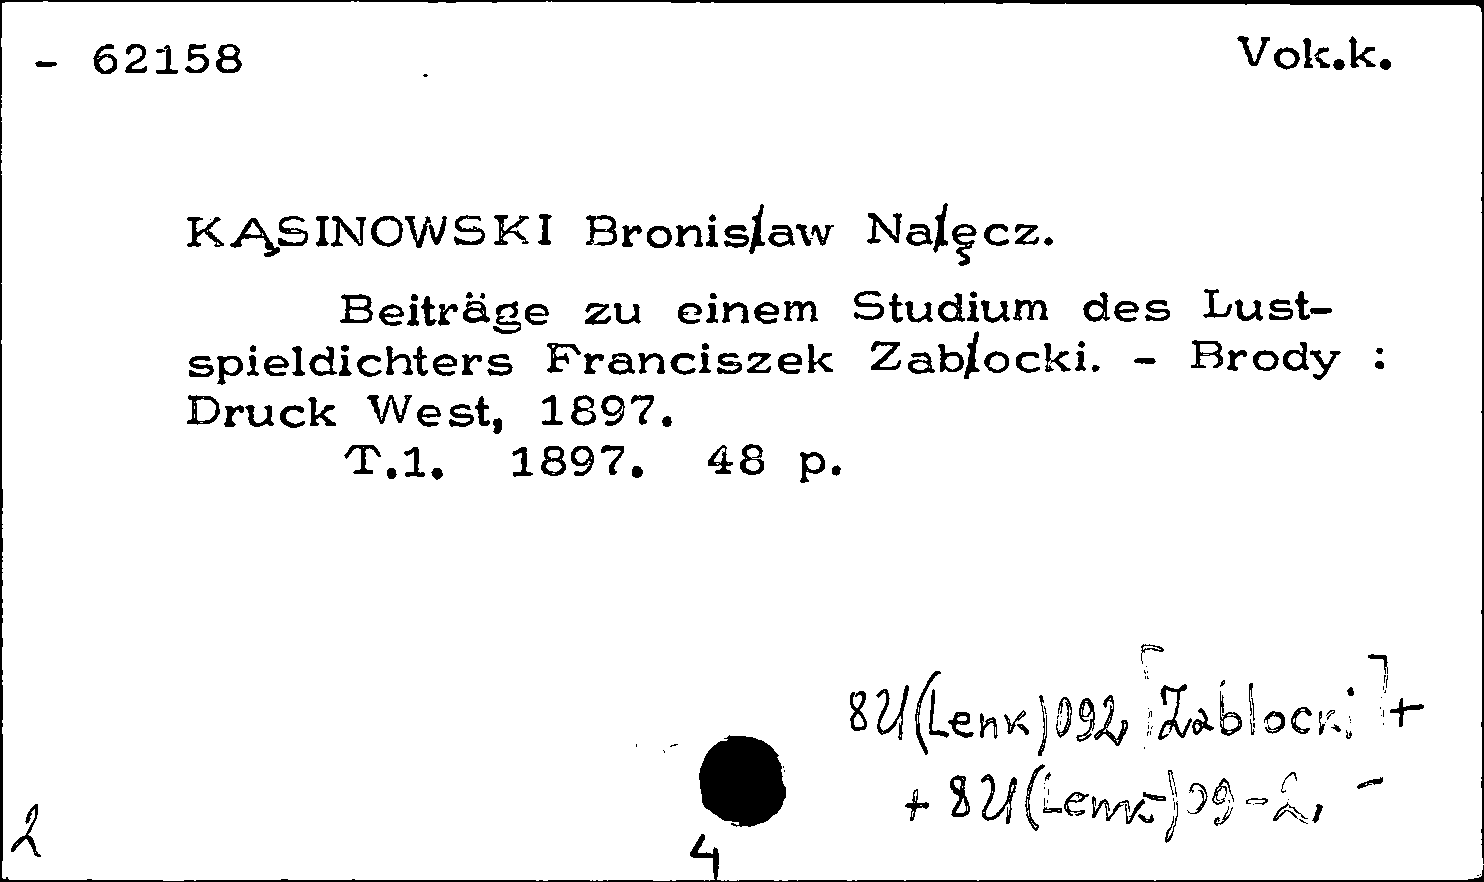 - 62158 Vok.k.
KĄSINOWSKI Bronisław Nałęcz.
Beiträge zu einem Studium des Lust-
spieldichters Franciszek Zabłocki. - Brody :
Druck West, 1897.
T.1. 1897. 48 p.
8U(Lenk)092 [Zablocki]+
+ 8U(Lenk)09-2,
2
4